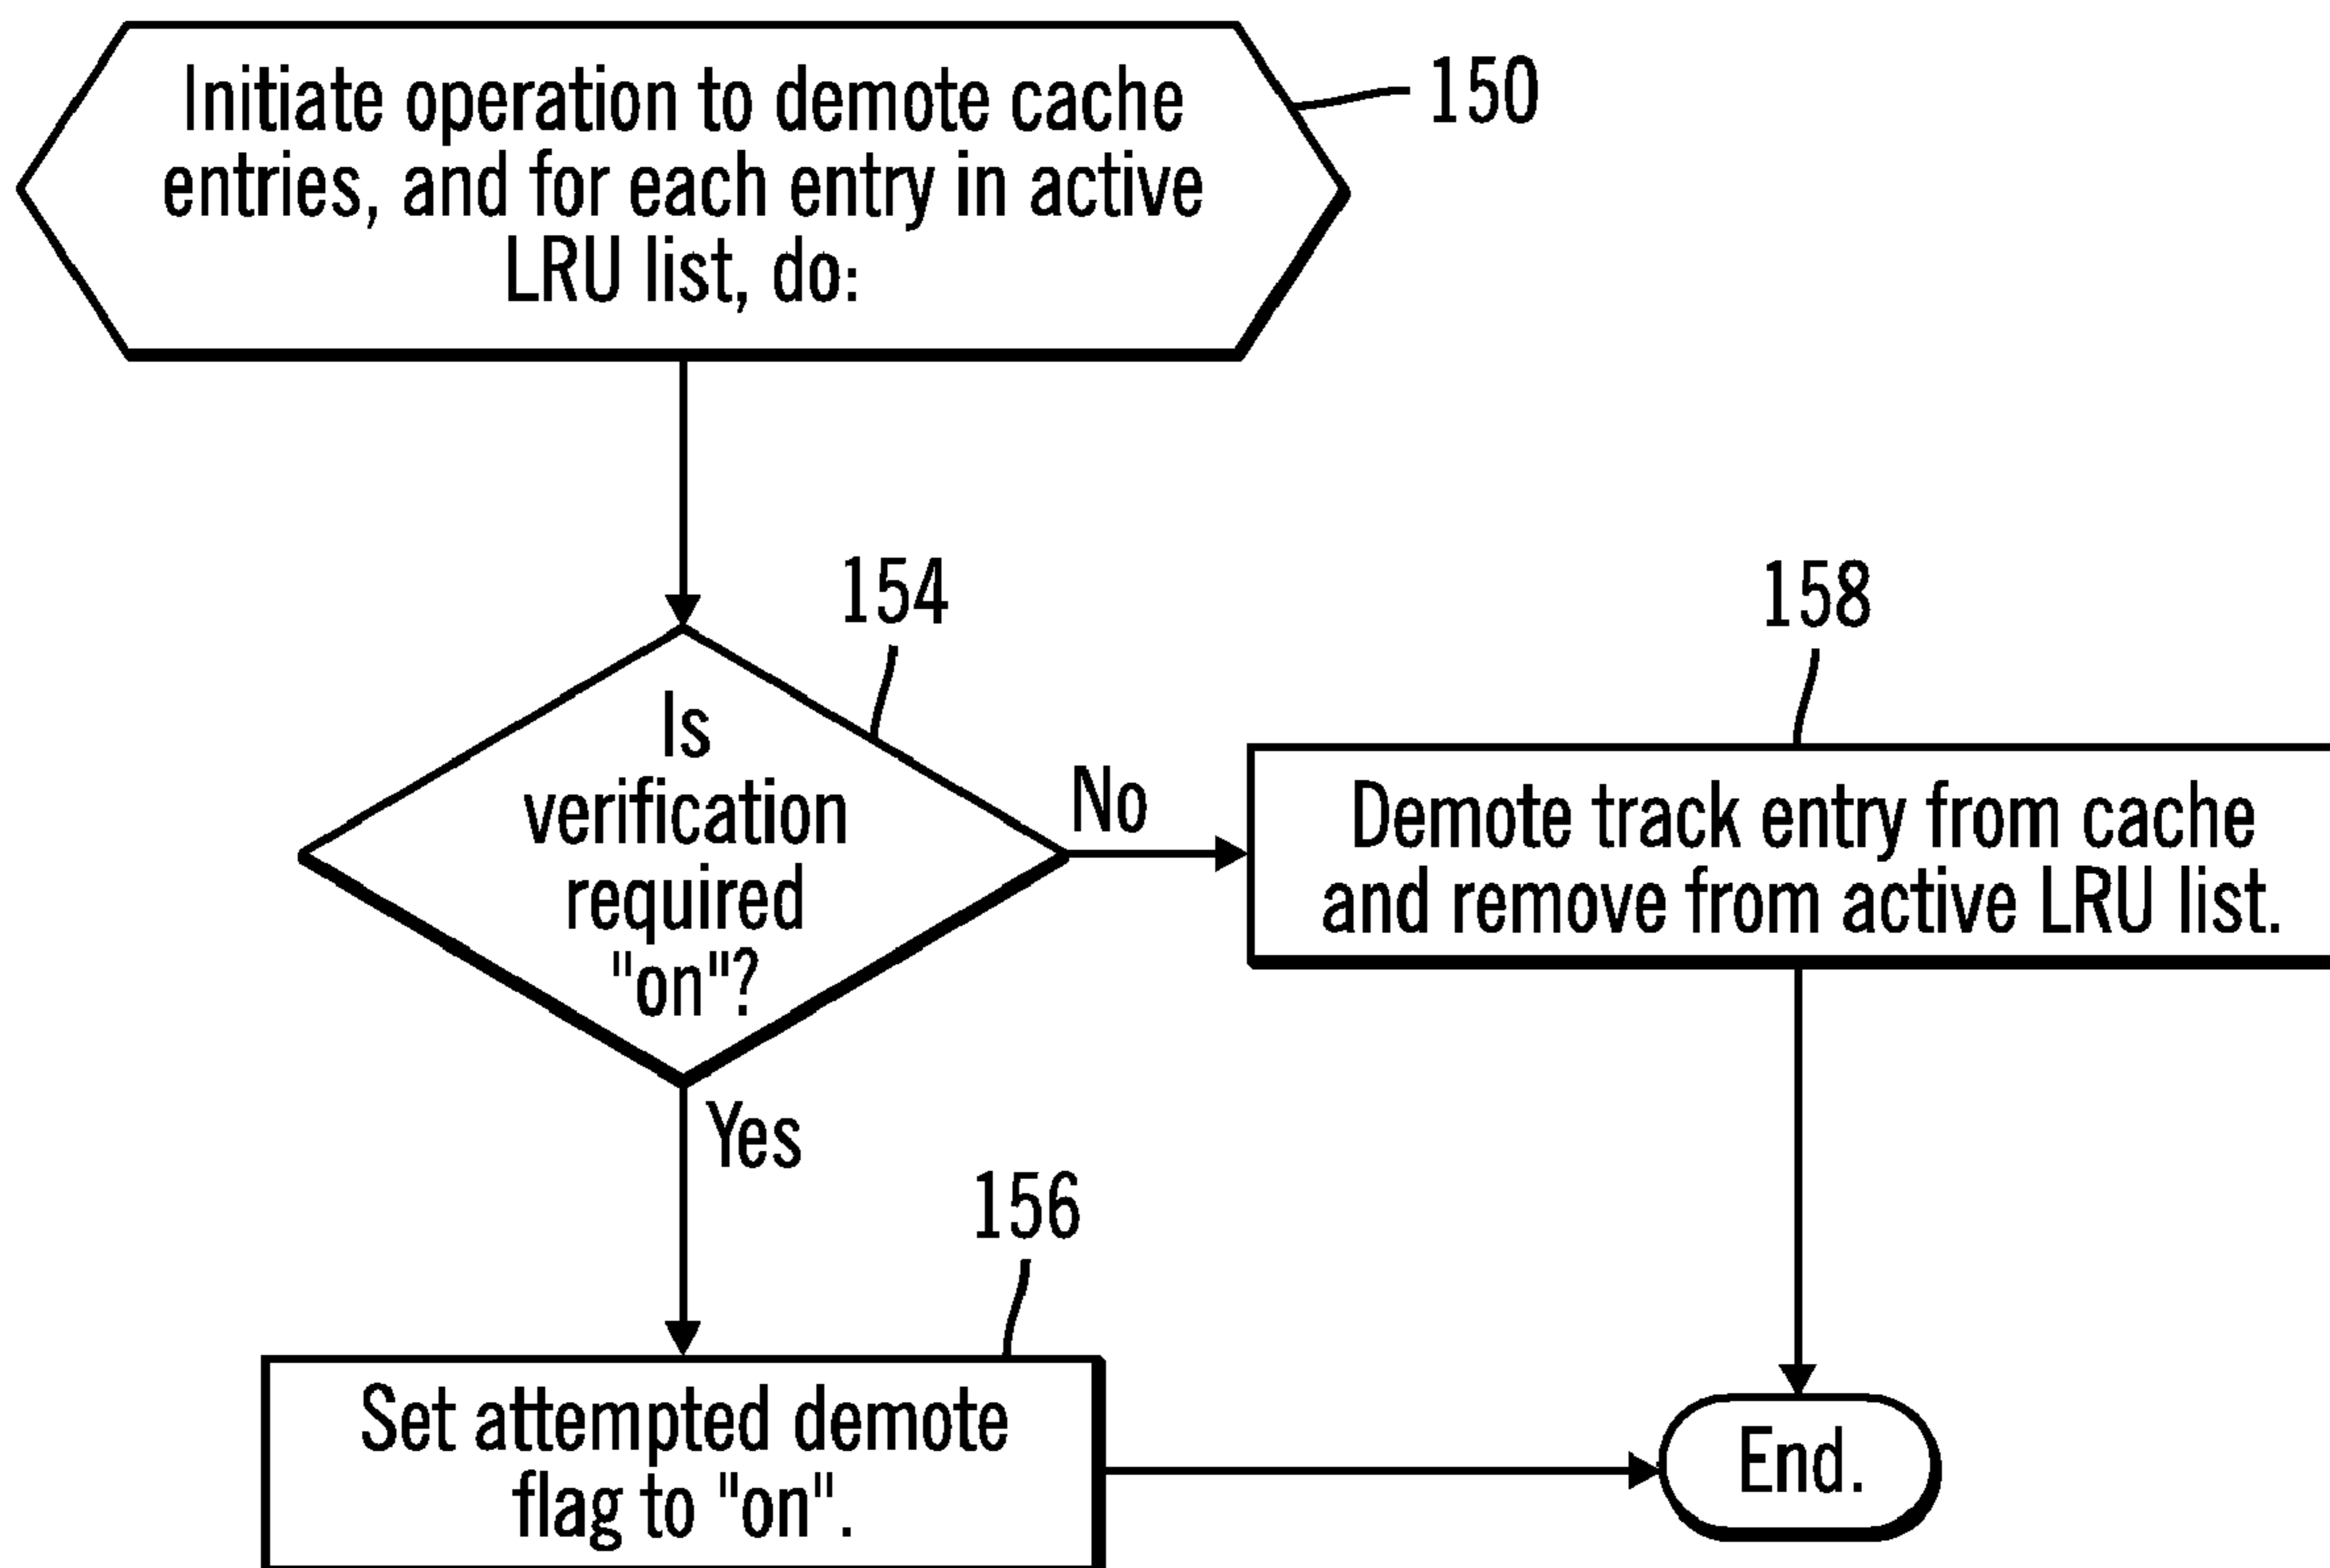 Initiate operation to demote cache
entries, and for each entry in active
LRU list, do:
150
154
Is
verification
required
"on"?
No
158
Demote track entry from cache
and remove from active LRU list.
Yes
156
Set attempted demote
flag to "on".
End.